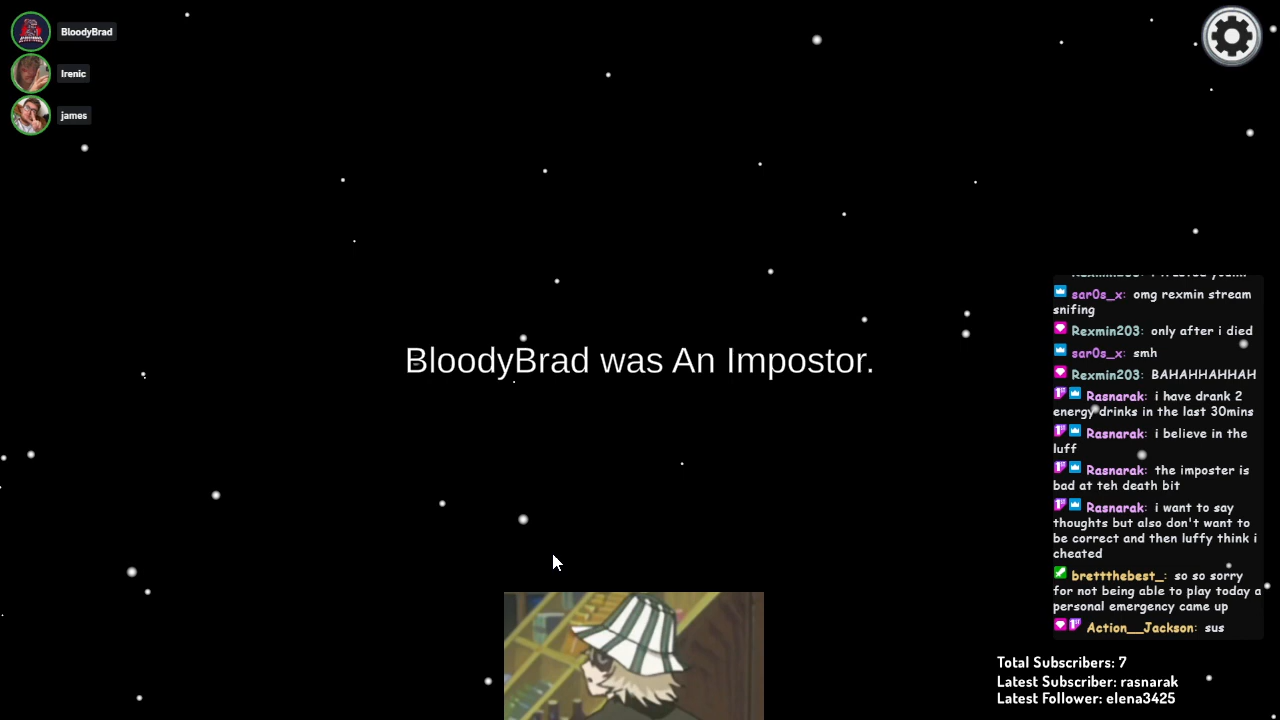 BloodyBrad
Irenic
james
BloodyBrad was An Impostor.
sar0s_x: omg rexmin stream
snifing
Rexmin203: only after i died
sar0s_x: smh
Rexmin203: BAHAHHAHHAH
Rasnarak: i have drank 2
energy drinks in the last 30mins
Rasnarak: i believe in the
luff
Rasnarak: the imposter is
bad at teh death bit
Rasnarak: i want to say
thoughts but also don't want to
be correct and then luffy think i
cheated
brettthebest_: so so sorry
for not being able to play today a
personal emergency came up
Action__Jackson: sus
Total Subscribers: 7
Latest Subscriber: rasnarak
Latest Follower: elena3425